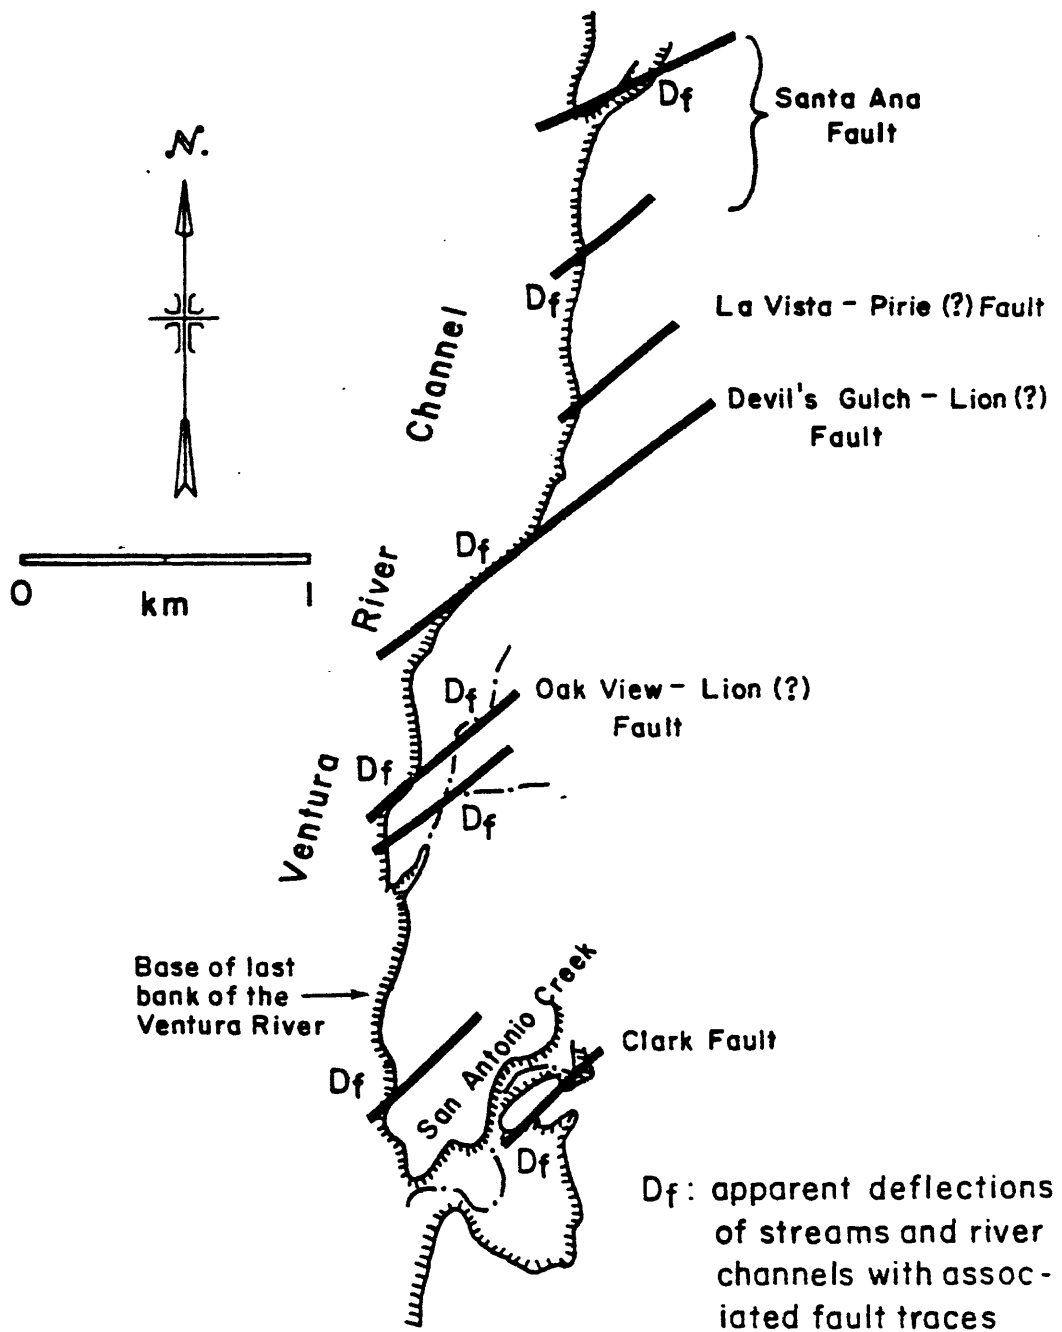 N.
Df
Santa Ana
Fault
Df
La Vista - Pirie (?) Fault
Devil's Gulch - Lion (?)
Fault
Df
0 1
km
Ventura River Channel
Df
Oak View - Lion (?)
Fault
Df
Df
Base of last
bank of the
Ventura River
San Antonio Creek
Clark Fault
Df
Df
Df: apparent deflections
of streams and river
channels with assoc-
iated fault traces